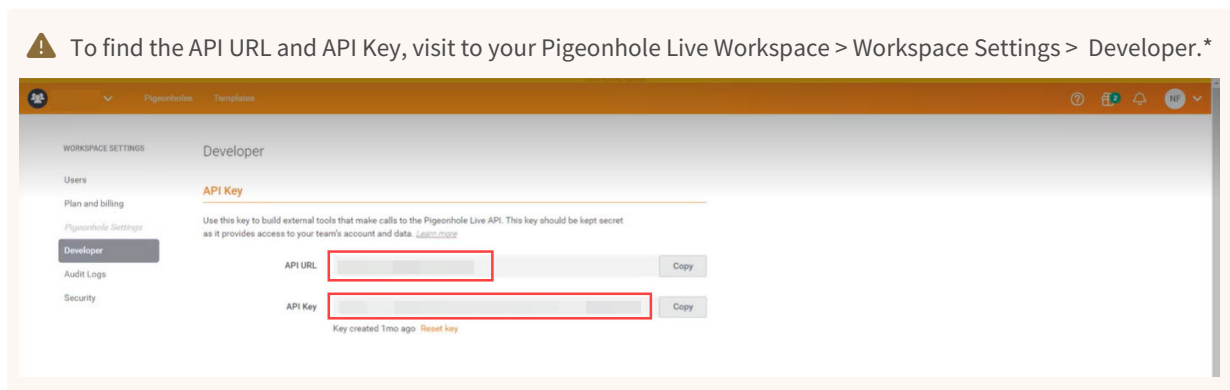 To find the API URL and API Key, visit to your Pigeonhole Live Workspace > Workspace Settings > Developer.*
Pigeonholes Templates
2 NF
WORKSPACE SETTINGS
Developer
Users
API Key
Plan and billing
Use this key to build external tools that make calls to the Pigeonhole Live API. This key should be kept secret
Pigeonhole Settings
as it provides access to your team's account and data. Learn more
Developer
API URL
Copy
Audit Logs
Security
API Key
Copy
Key created 1mo ago Reset key